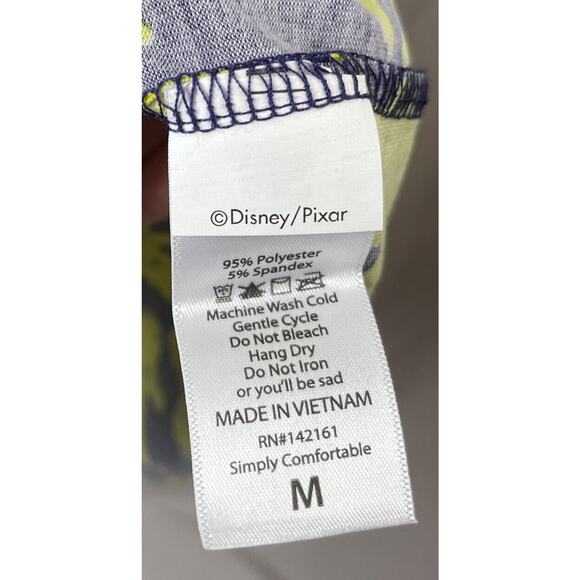 ©Disney/Pixar
95% Polyester
5% Spandex
Machine Wash Cold
Gentle Cycle
Do Not Bleach
Hang Dry
Do Not Iron
or you'll be sad
MADE IN VIETNAM
RN#142161
Simply Comfortable
M